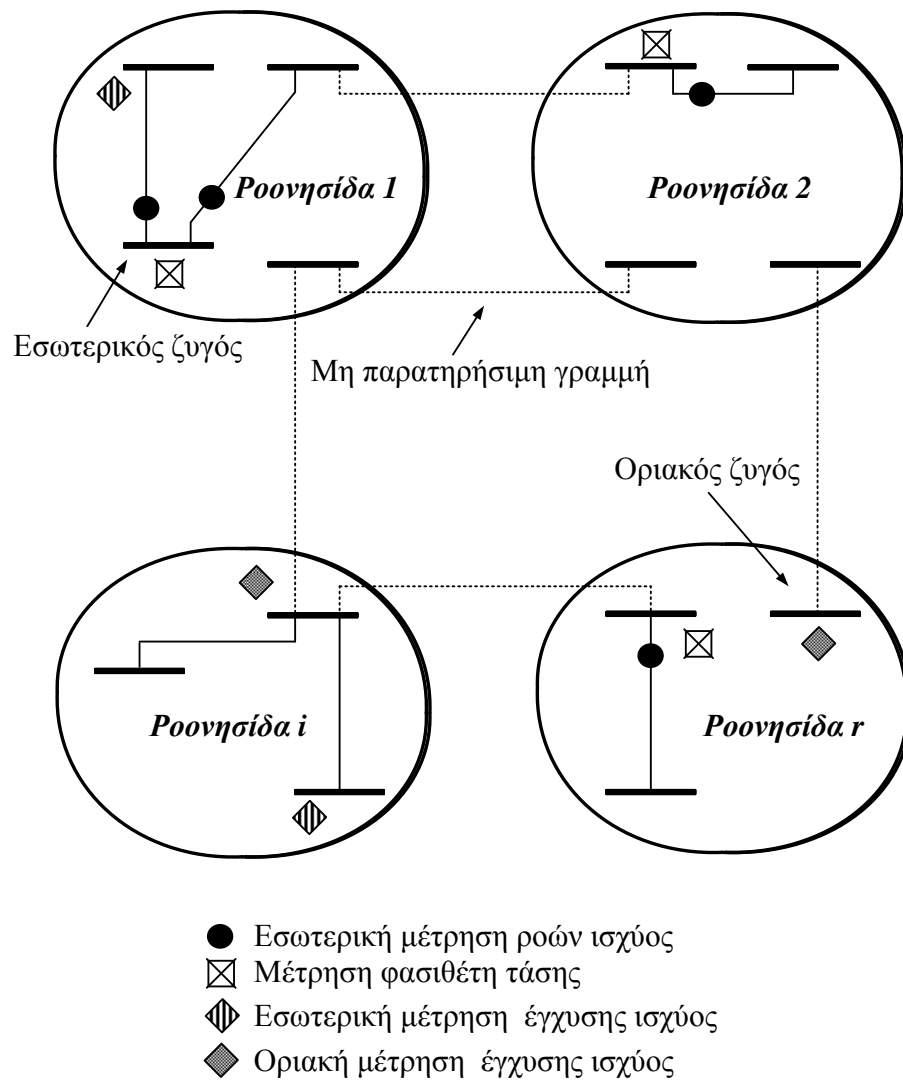 Ροονησίδα 1
Ροονησίδα 2
Εσωτερικός ζυγός
Μη παρατηρήσιμη γραμμή
Οριακός ζυγός
Ροονησίδα i
Ροονησίδα r
Εσωτερική μέτρηση ροών ισχύος
Μέτρηση φασιθέτη τάσης
Εσωτερική μέτρηση έγχυσης ισχύος
Οριακή μέτρηση έγχυσης ισχύος